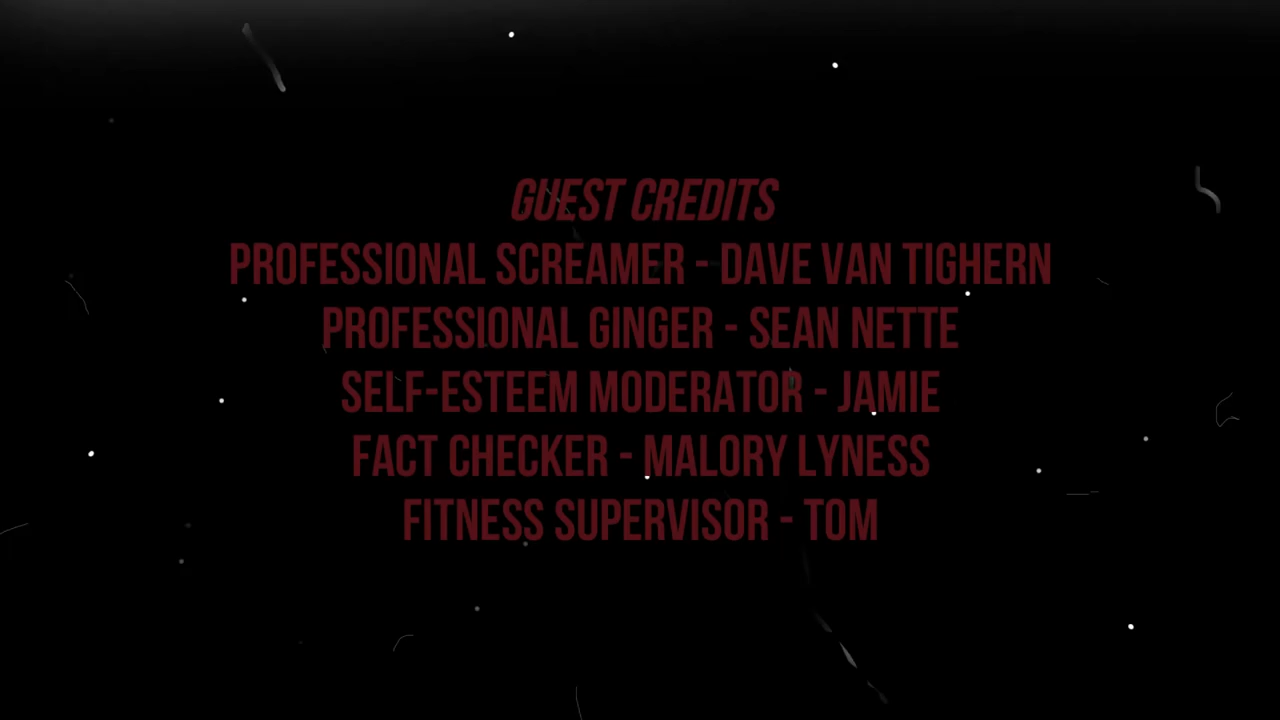 GUEST CREDITS
PROFESSIONAL SCREAMER - DAVE VAN TIGHERN
PROFESSIONAL GINGER - SEAN NETTE
SELF-ESTEEM MODERATOR - JAMIE
FACT CHECKER - MALORY LYNESS
FITNESS SUPERVISOR - TOM